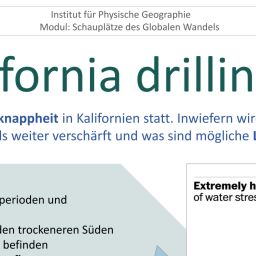 Institut für Physische Geographie
Modul: Schauplätze des Globalen Wandels
fornia drillin
knappheit in Kalifornien statt. Inwiefern wir
ls weiter verschärft und was sind mögliche L
perioden und
den trockeneren Süden
befinden
Extremely h
of water stres